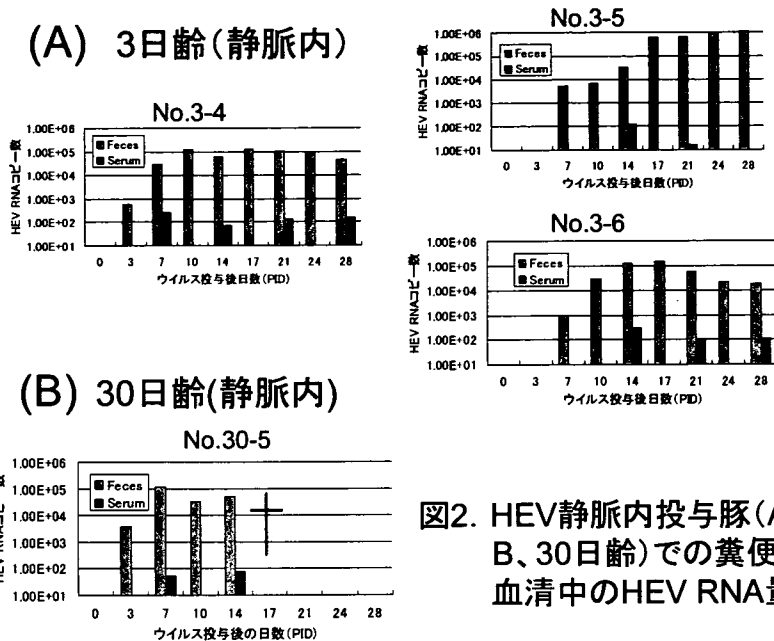 (A) 3日齢(静脈内)
No.3-4
HEV RNAコピー数
1.00E+06
1.00E+05
1.00E+04
1.00E+03
1.00E+02
1.00E+01
Feces
Serum
0 3 7 10 14 17 21 24 28
ウイルス投与後日数(PID)
No.3-5
HEV RNAコピー数
1.00E+06
1.00E+05
1.00E+04
1.00E+03
1.00E+02
1.00E+01
Feces
Serum
0 3 7 10 14 17 21 24 28
ウイルス投与後日数(PID)
No.3-6
HEV RNAコピー数
1.00E+06
1.00E+05
1.00E+04
1.00E+03
1.00E+02
1.00E+01
Feces
Serum
0 3 7 10 14 17 21 24 28
ウイルス投与後日数(PID)
(B) 30日齢(静脈内)
No.30-5
1.00E+06
1.00E+05
1.00E+04
1.00E+03
1.00E+02
1.00E+01
Feces
Serum
0 3 7 10 14 17 21 24 28
ウイルス投与後の日数(PID)
図2. HEV静脈内投与豚(
B、30日齢)での糞便
血清中のHEV RNA